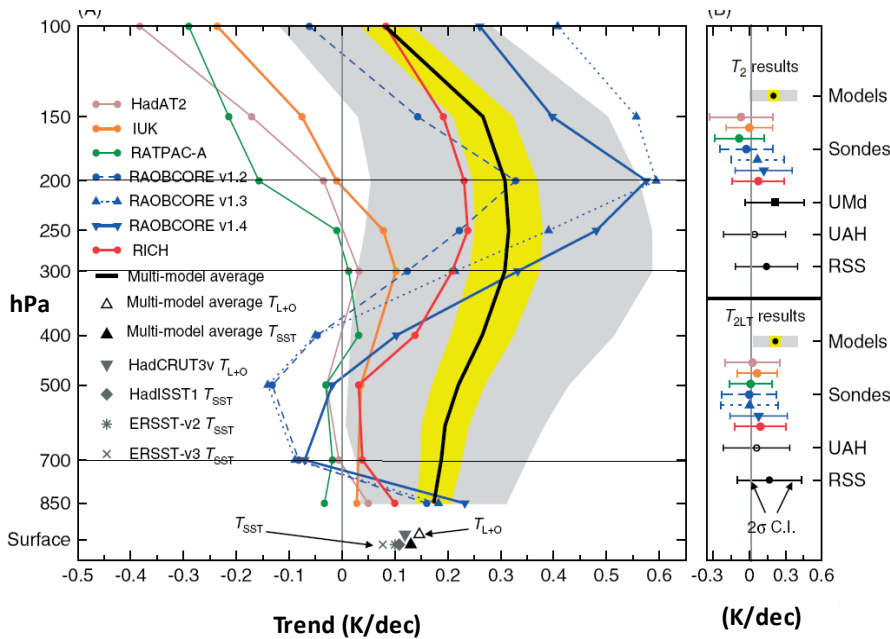 (A)
100
150
200
250
300
hPa
400
500
700
850
Surface
HadAT2
IUK
RATPAC-A
RAOBCORE v1.2
RAOBCORE v1.3
RAOBCORE v1.4
RICH
Multi-model average
Multi-model average T_L+O
Multi-model average T_SST
HadCRUT3v T_L+O
HadISST1 T_SST
ERSST-v2 T_SST
ERSST-v3 T_SST
T_SST
T_L+O
-0.5 -0.4 -0.3 -0.2 -0.1 0 0.1 0.2 0.3 0.4 0.5 0.6
Trend (K/dec)
(B)
T_2 results
Models
Sondes
UMd
UAH
RSS
T_2LT results
Models
Sondes
UAH
RSS
2σ C.I.
-0.3 0 0.3 0.6
(K/dec)